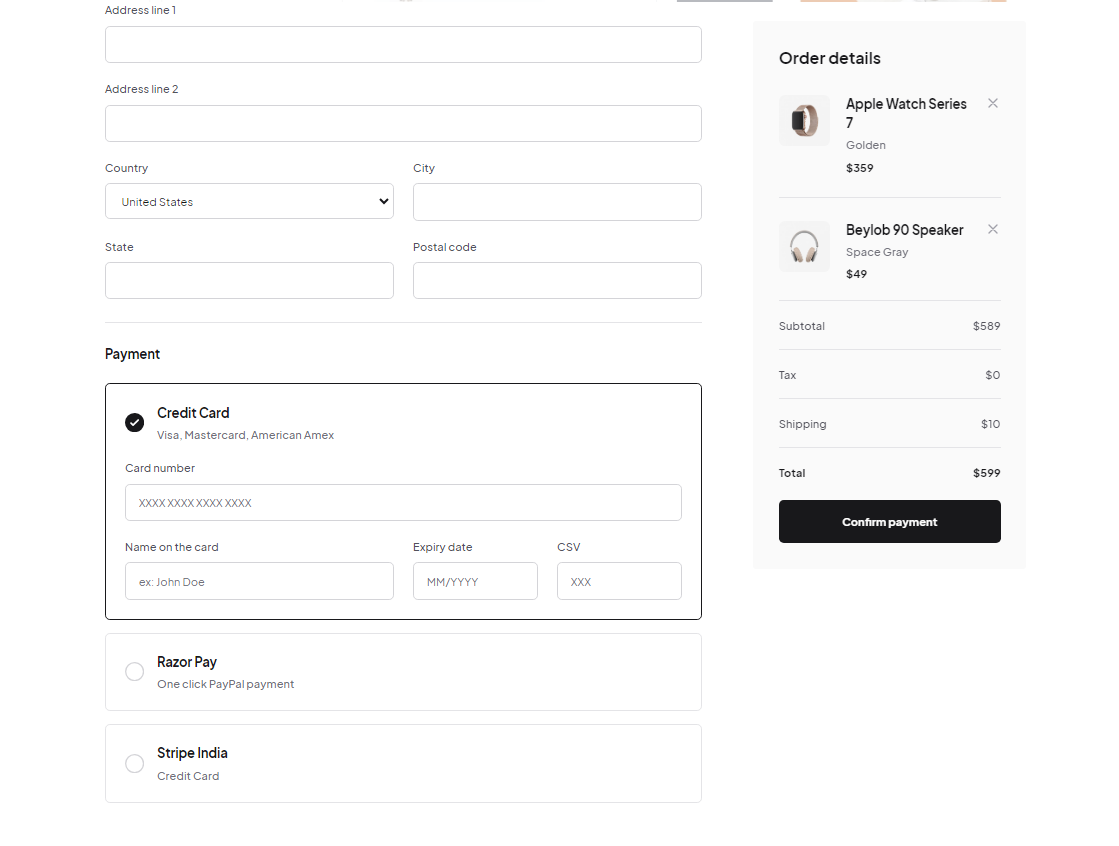 Address line 1
Address line 2
Country
City
United States
State
Postal code
Payment
Credit Card
Visa, Mastercard, American Amex
Card number
XXXX XXXX XXXX XXXX
Name on the card
Expiry date
CSV
ex: John Doe
MM/YYYY
XXX
Razor Pay
One click PayPal payment
Stripe India
Credit Card
Order details
Apple Watch Series
7
Golden
$359
Beylob 90 Speaker
Space Gray
$49
Subtotal $589
Tax $0
Shipping $10
Total $599
Confirm payment